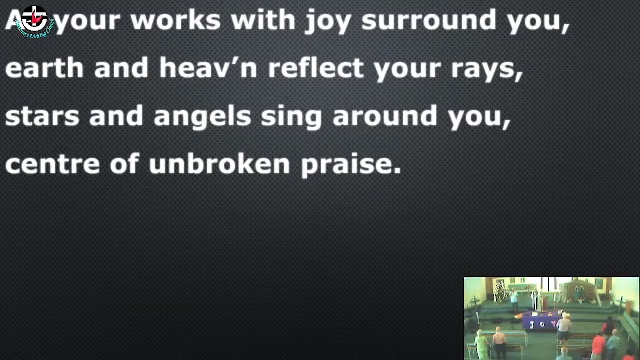 your works with joy surround you,
earth and heav’n reflect your rays,
stars and angels sing around you,
centre of unbroken praise.